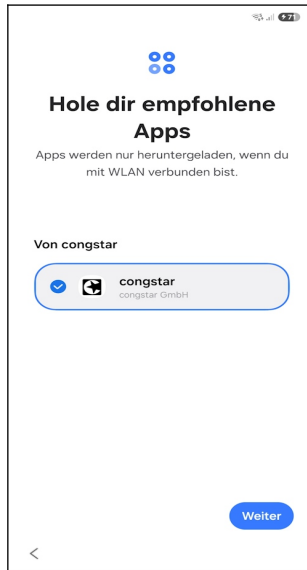 71
Hole dir empfohlene
Apps
Apps werden nur heruntergeladen, wenn du
mit WLAN verbunden bist.
Von congstar
congstar
congstar GmbH
Weiter